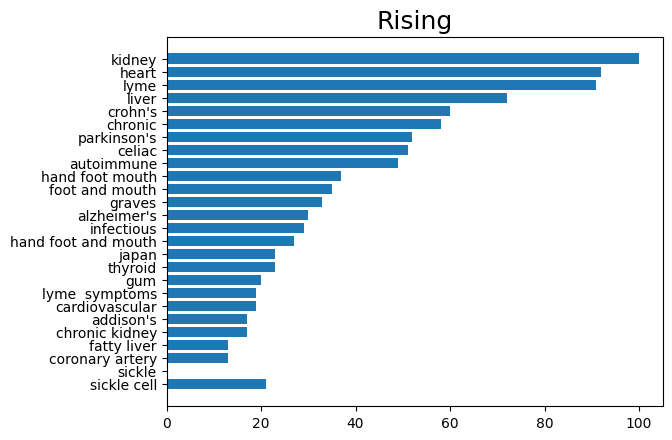 Rising
kidney
heart
lyme
liver
crohn's
chronic
parkinson's
celiac
autoimmune
hand foot mouth
foot and mouth
graves
alzheimer's
infectious
hand foot and mouth
japan
thyroid
gum
lyme  symptoms
cardiovascular
addison's
chronic kidney
fatty liver
coronary artery
sickle
sickle cell
0 20 40 60 80 100